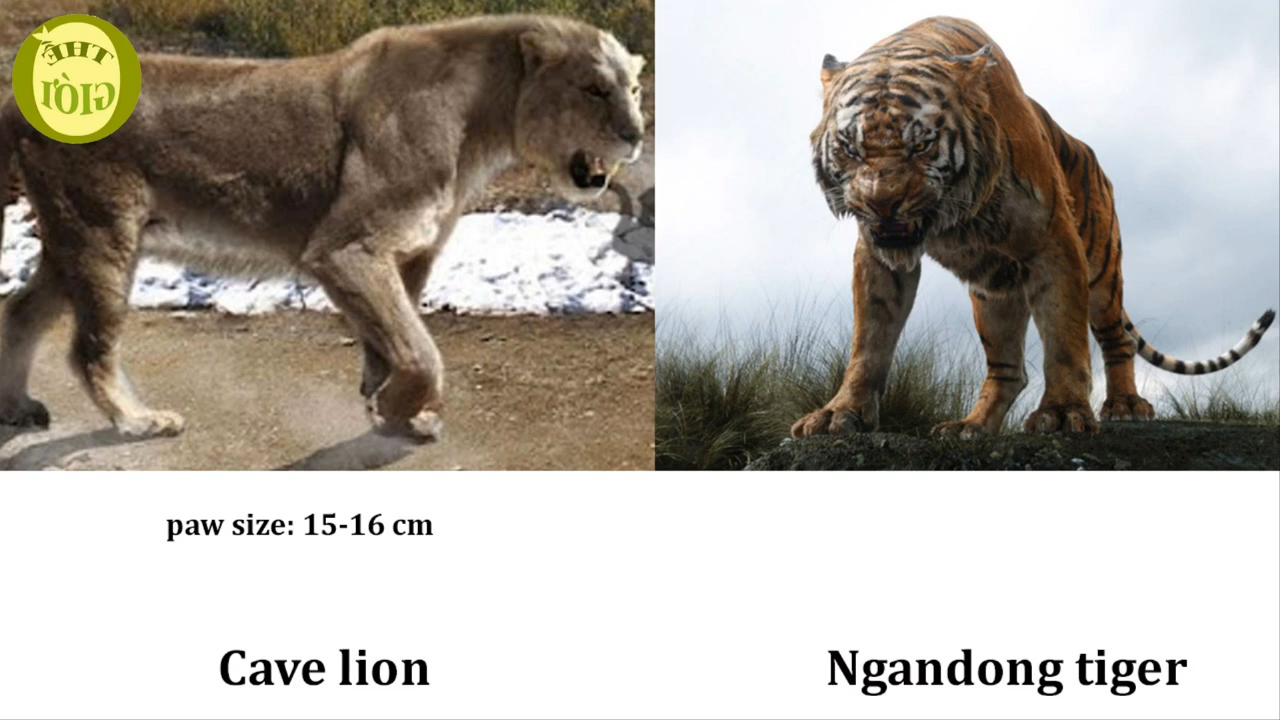 THẾ
GIỚI
paw size: 15-16 cm
Cave lion
Ngandong tiger